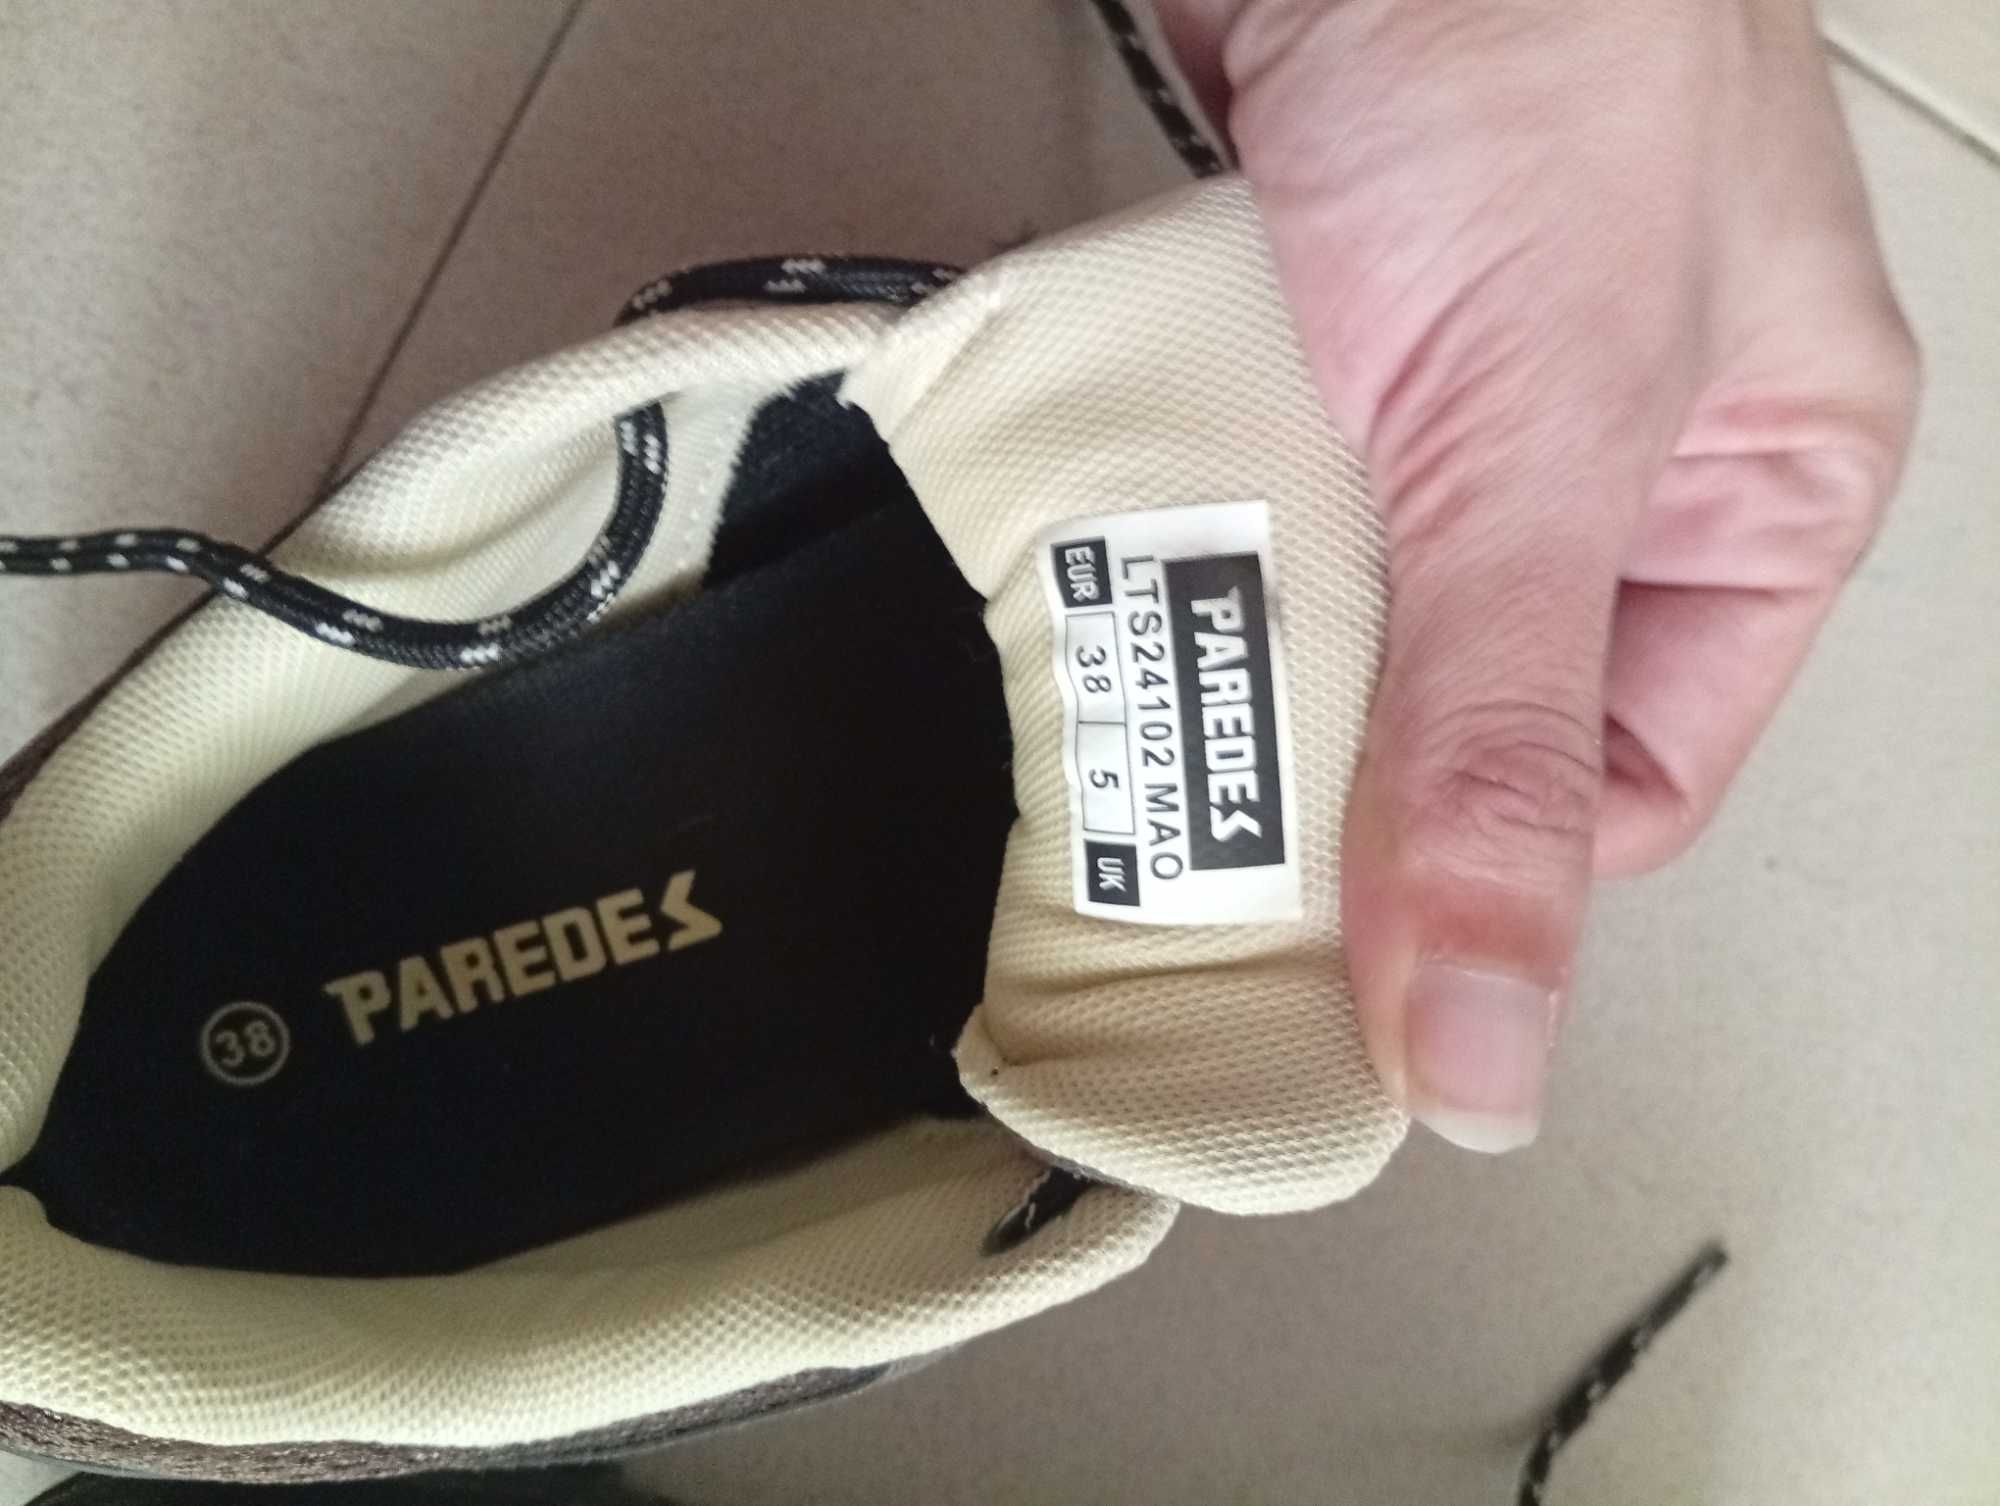 PAREDES
LTS24102 MAO
EUR 38 5 UK
PAREDES
38